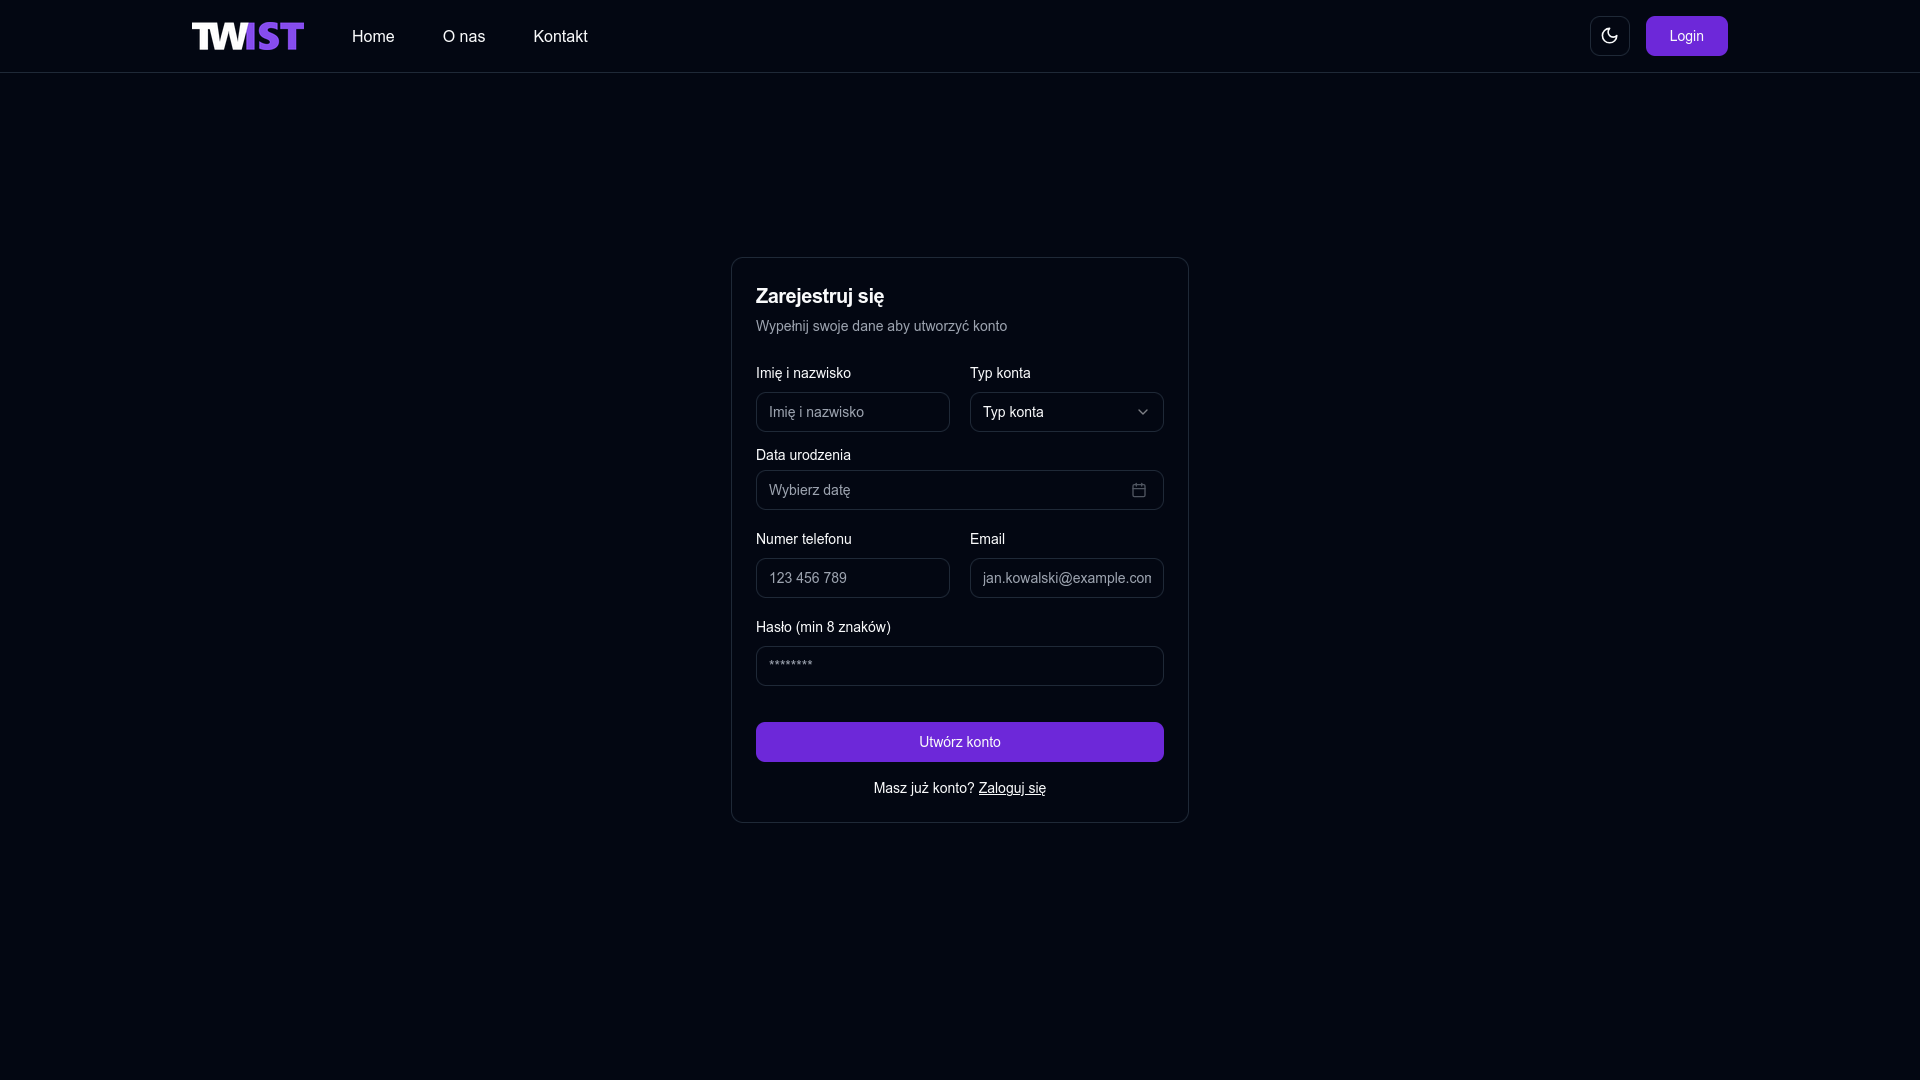 TWIST Home O nas Kontakt Login
Zarejestruj się
Wypełnij swoje dane aby utworzyć konto
Imię i nazwisko Typ konta
Imię i nazwisko Typ konta
Data urodzenia
Wybierz datę
Numer telefonu Email
123 456 789 jan.kowalski@example.com
Hasło (min 8 znaków)
********
Utwórz konto
Masz już konto? Zaloguj się